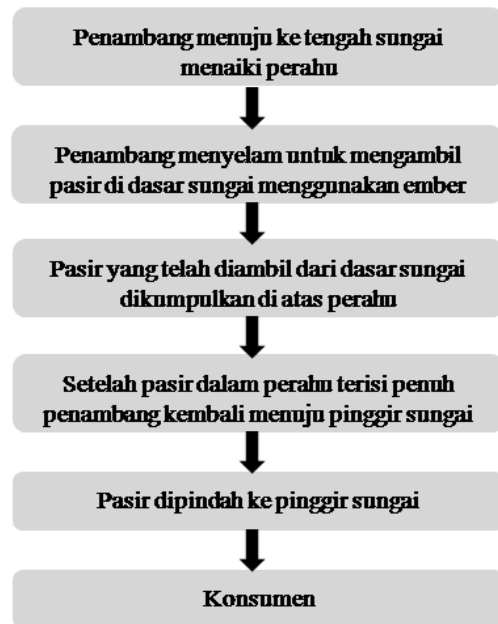 Penambang menuju ke tengah sungai
menaiki perahu
Penambang menyelam untuk mengambil
pasir di dasar sungai menggunakan ember
Pasir yang telah diambil dari dasar sungai
dikumpulkan di atas perahu
Setelah pasir dalam perahu terisi penuh
penambang kembali menuju pinggir sungai
Pasir dipindah ke pinggir sungai
Konsumen